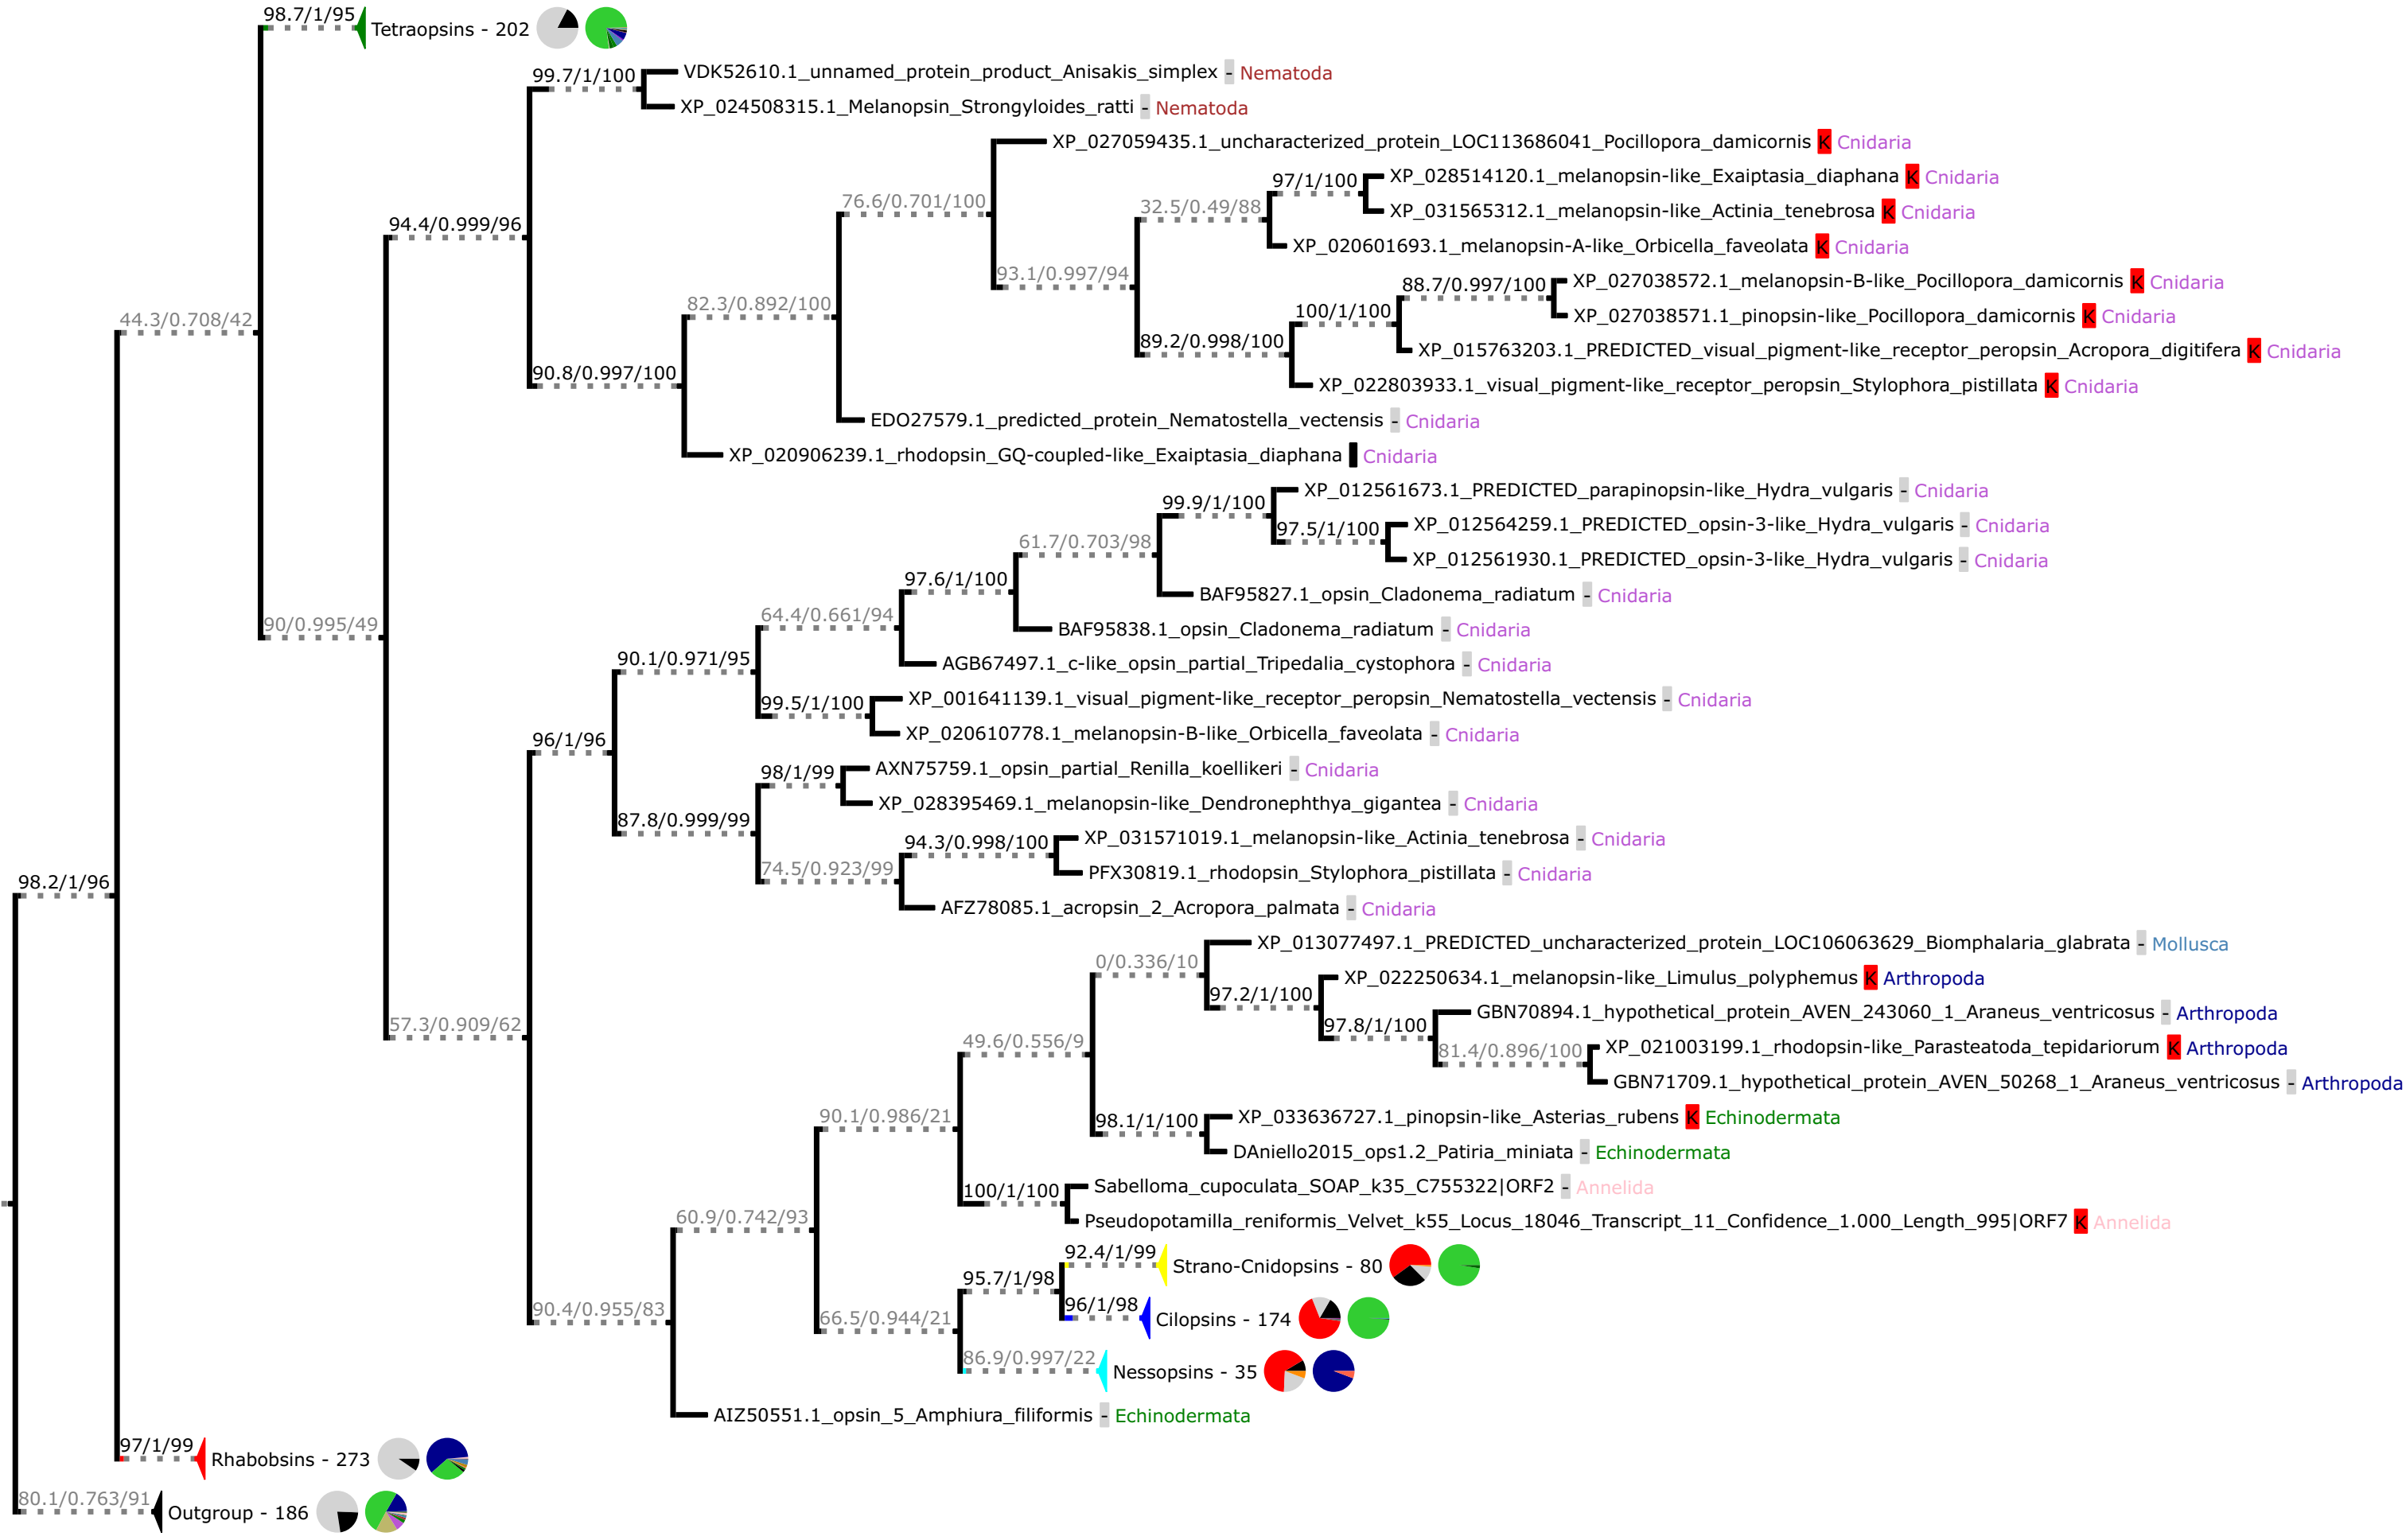 98.7/1/95
Tetraopsins - 202
99.7/1/100
VDK52610.1_unnamed_protein_product_Anisakis_simplex - Nematoda
XP_024508315.1_Melanopsin_Strongyloides_ratti - Nematoda
XP_027059435.1_uncharacterized_protein_LOC113686041_Pocillopora_damicornis K Cnidaria
97/1/100
XP_028514120.1_melanopsin-like_Exaiptasia_diaphana K Cnidaria
76.6/0.701/100
32.5/0.49/88
XP_031565312.1_melanopsin-like_Actinia_tenebrosa K Cnidaria
94.4/0.999/96
XP_020601693.1_melanopsin-A-like_Orbicella_faveolata K Cnidaria
93.1/0.997/94
88.7/0.997/100
XP_027038572.1_melanopsin-B-like_Pocillopora_damicornis K Cnidaria
82.3/0.892/100
100/1/100
XP_027038571.1_pinopsin-like_Pocillopora_damicornis K Cnidaria
44.3/0.708/42
89.2/0.998/100
XP_015763203.1_PREDICTED_visual_pigment-like_receptor_peropsin_Acropora_digitifera K Cnidaria
90.8/0.997/100
XP_022803933.1_visual_pigment-like_receptor_peropsin_Stylophora_pistillata K Cnidaria
EDO27579.1_predicted_protein_Nematostella_vectensis - Cnidaria
XP_020906239.1_rhodopsin_GQ-coupled-like_Exaiptasia_diaphana Cnidaria
99.9/1/100
XP_012561673.1_PREDICTED_parapinopsin-like_Hydra_vulgaris - Cnidaria
97.5/1/100
XP_012564259.1_PREDICTED_opsin-3-like_Hydra_vulgaris - Cnidaria
61.7/0.703/98
XP_012561930.1_PREDICTED_opsin-3-like_Hydra_vulgaris - Cnidaria
97.6/1/100
BAF95827.1_opsin_Cladonema_radiatum - Cnidaria
90/0.995/49
64.4/0.661/94
BAF95838.1_opsin_Cladonema_radiatum - Cnidaria
90.1/0.971/95
AGB67497.1_c-like_opsin_partial_Tripedalia_cystophora - Cnidaria
99.5/1/100
XP_001641139.1_visual_pigment-like_receptor_peropsin_Nematostella_vectensis - Cnidaria
96/1/96
XP_020610778.1_melanopsin-B-like_Orbicella_faveolata - Cnidaria
98/1/99
AXN75759.1_opsin_partial_Renilla_koellikeri - Cnidaria
87.8/0.999/99
XP_028395469.1_melanopsin-like_Dendronephthya_gigantea - Cnidaria
94.3/0.998/100
XP_031571019.1_melanopsin-like_Actinia_tenebrosa - Cnidaria
74.5/0.923/99
PFX30819.1_rhodopsin_Stylophora_pistillata - Cnidaria
98.2/1/96
AFZ78085.1_acropsin_2_Acropora_palmata - Cnidaria
XP_013077497.1_PREDICTED_uncharacterized_protein_LOC106063629_Biomphalaria_glabrata - Mollusca
0/0.336/10
XP_022250634.1_melanopsin-like_Limulus_polyphemus K Arthropoda
97.2/1/100
57.3/0.909/62
97.8/1/100
GBN70894.1_hypothetical_protein_AVEN_243060_1_Araneus_ventricosus - Arthropoda
49.6/0.556/9
81.4/0.896/100
XP_021003199.1_rhodopsin-like_Parasteatoda_tepidariorum K Arthropoda
GBN71709.1_hypothetical_protein_AVEN_50268_1_Araneus_ventricosus - Arthropoda
90.1/0.986/21
98.1/1/100
XP_033636727.1_pinopsin-like_Asterias_rubens K Echinodermata
DAniello2015_ops1.2_Patiria_miniata - Echinodermata
100/1/100
Sabelloma_cupoculata_SOAP_k35_C755322|ORF2 - Annelida
60.9/0.742/93
Pseudopotamilla_reniformis_Velvet_k55_Locus_18046_Transcript_11_Confidence_1.000_Length_995|ORF7 K Annelida
92.4/1/99
Strano-Cnidopsins - 80
95.7/1/98
90.4/0.955/83
96/1/98
Cilopsins - 174
66.5/0.944/21
86.9/0.997/22
Nessopsins - 35
AIZ50551.1_opsin_5_Amphiura_filiformis - Echinodermata
97/1/99
Rhabobsins - 273
80.1/0.763/91
Outgroup - 186